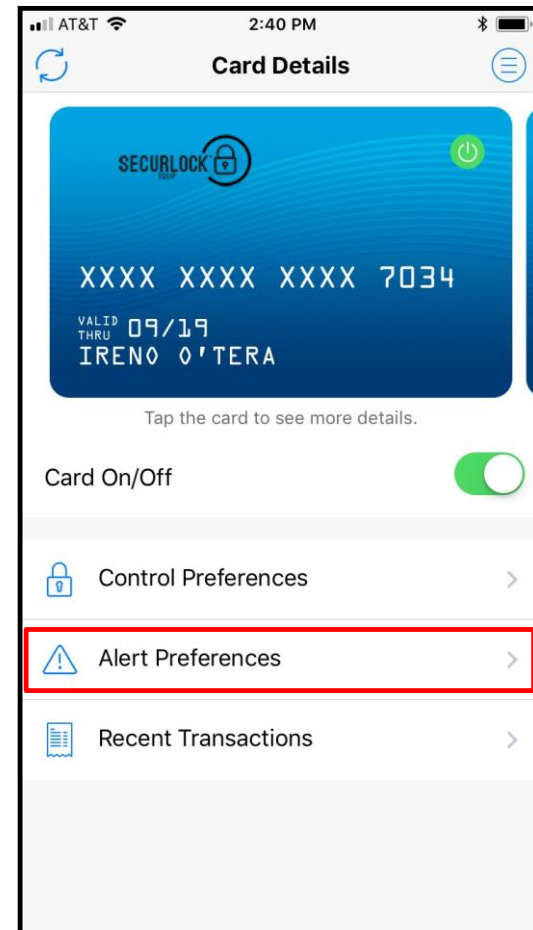 AT&T 2:40 PM
Card Details
SECURLOCK
EQUIP
XXXX XXXX XXXX 7034
VALID
THRU 09/19
IRENO O'TERA
Tap the card to see more details.
Card On/Off
Control Preferences
Alert Preferences
Recent Transactions